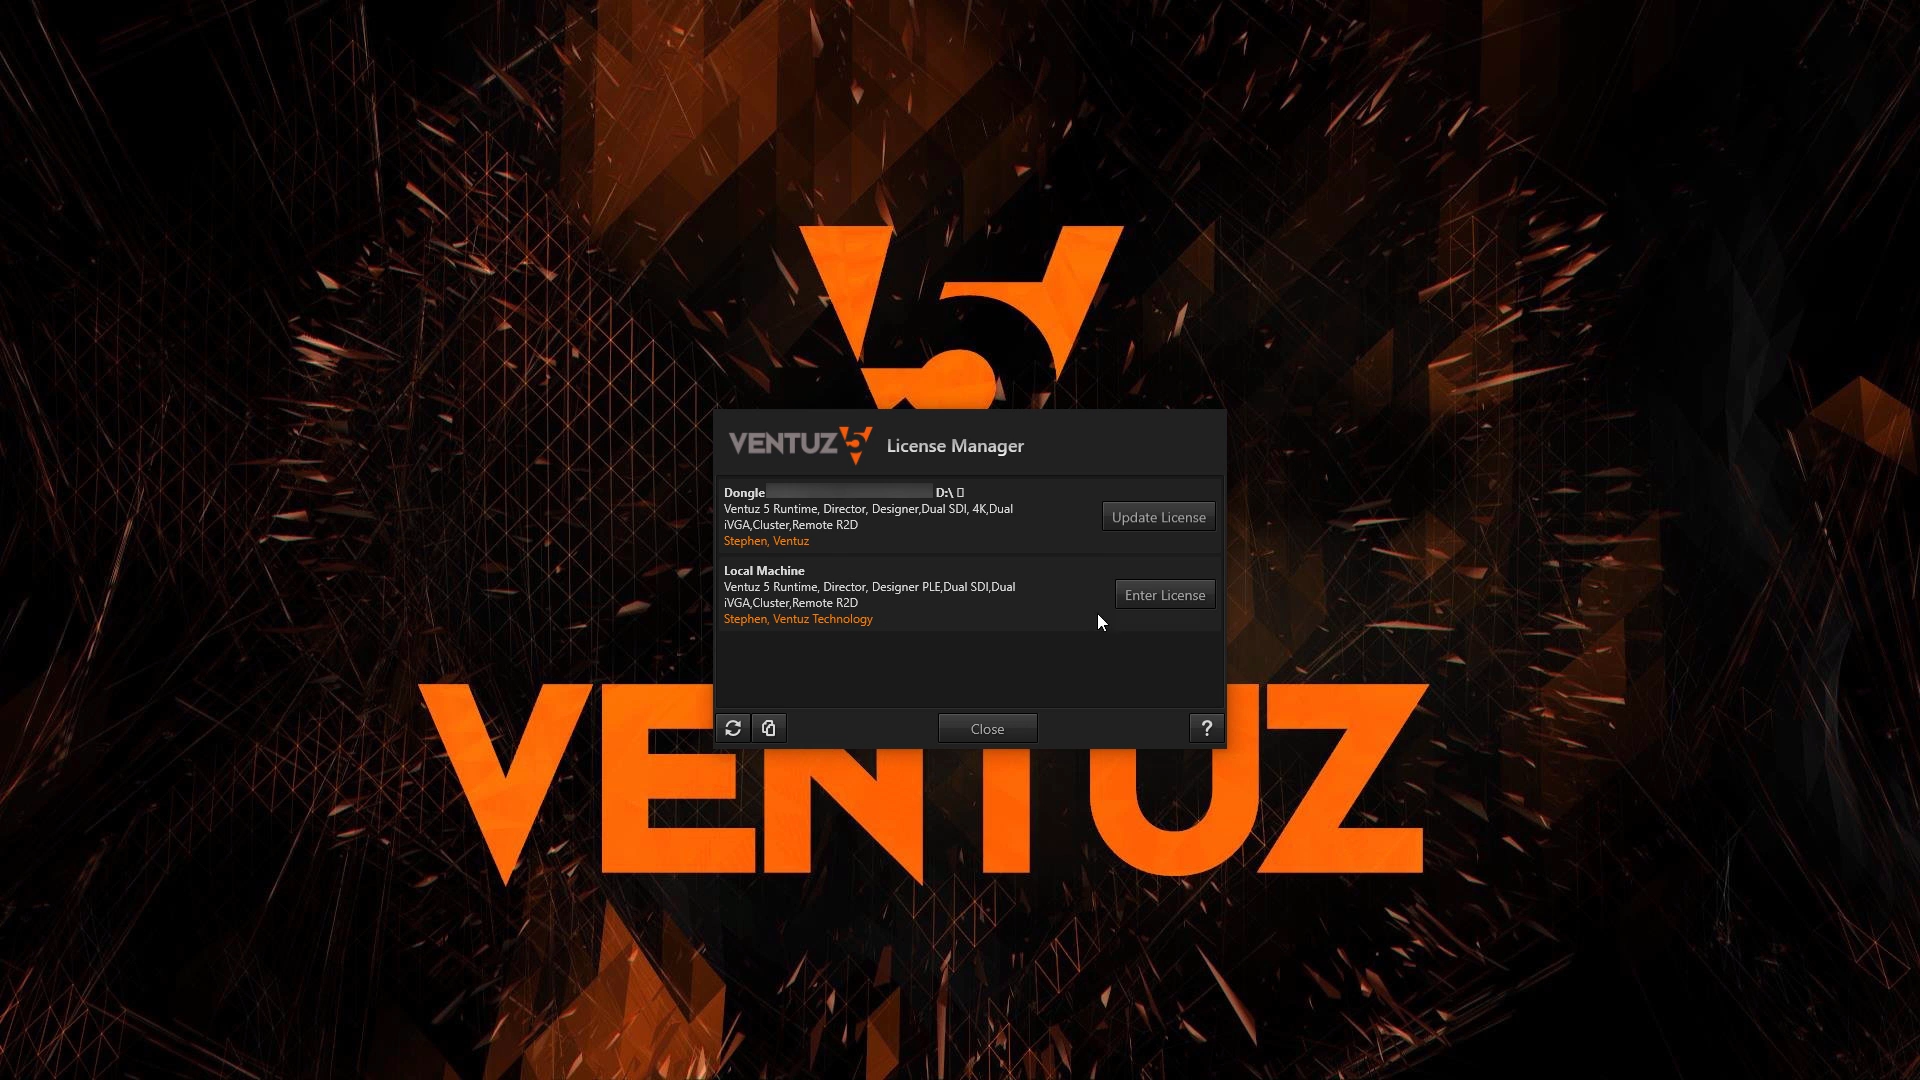 5
VENTUZ
VENTUZ 5 License Manager
Dongle D:\
Ventuz 5 Runtime, Director, Designer,Dual SDI, 4K,Dual
iVGA,Cluster,Remote R2D
Stephen, Ventuz
Update License
Local Machine
Ventuz 5 Runtime, Director, Designer PLE,Dual SDI,Dual
iVGA,Cluster,Remote R2D
Stephen, Ventuz Technology
Enter License
Close
?